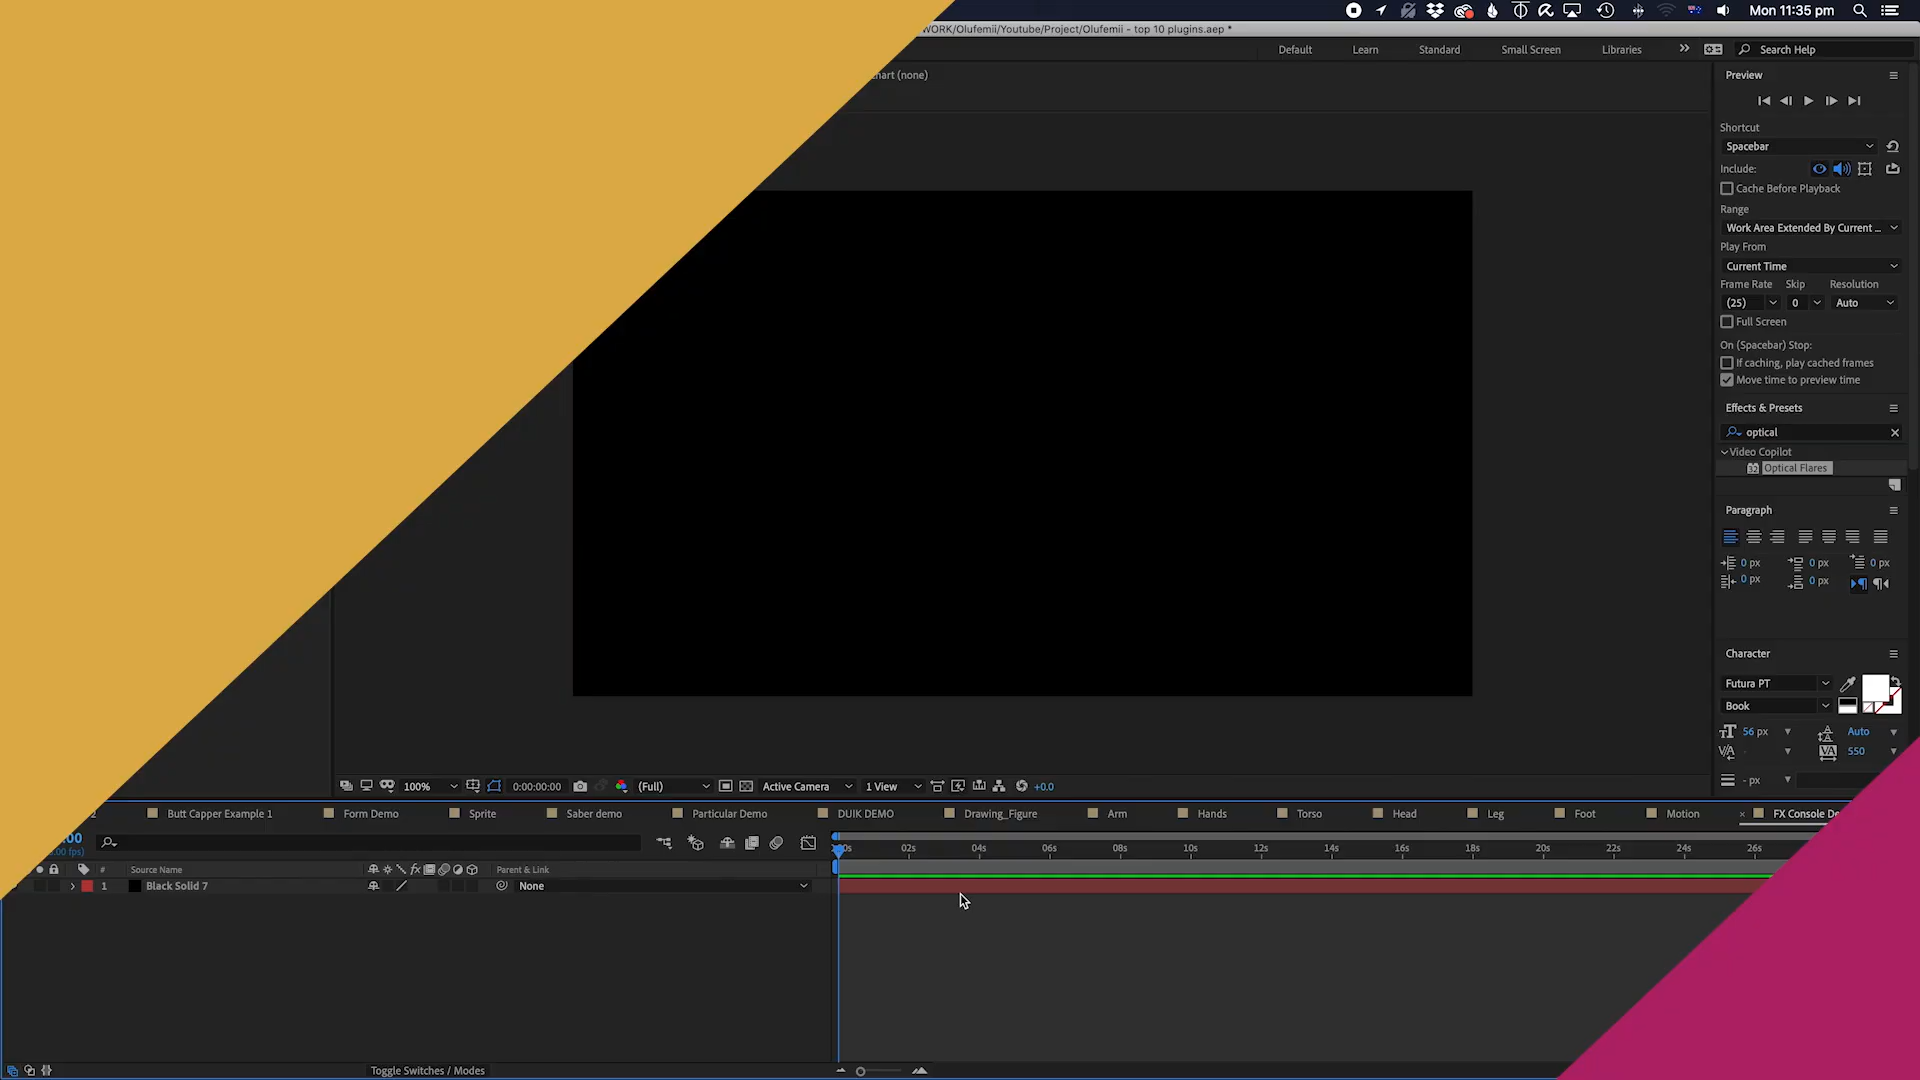 Mon 11:35 pm
WORK/Olufemii/Youtube/Project/Olufemii - top 10 plugins.aep *
Default Learn Standard Small Screen Libraries Search Help
(none)
Preview
Shortcut
Spacebar
Include:
Cache Before Playback
Range
Work Area Extended By Current ...
Play From
Current Time
Frame Rate Skip Resolution
(25) 0 Auto
Full Screen
On (Spacebar) Stop:
If caching, play cached frames
Move time to preview time
Effects & Presets
optical
Video Copilot
32 Optical Flares
Paragraph
0 px 0 px 0 px
0 px 0 px
Character
Futura PT
Book
56 px Auto
550
- px
100% 0:00:00:00 (Full) Active Camera 1 View +0.0
2 Butt Capper Example 1 Form Demo Sprite Saber demo Particular Demo DUIK DEMO Drawing_Figure Arm Hands Torso Head Leg Foot Motion FX Console De
:00
02s 04s 06s 08s 10s 12s 14s 16s 18s 20s 22s 24s 26s
# Source Name Parent & Link
1 Black Solid 7 None
Toggle Switches / Modes